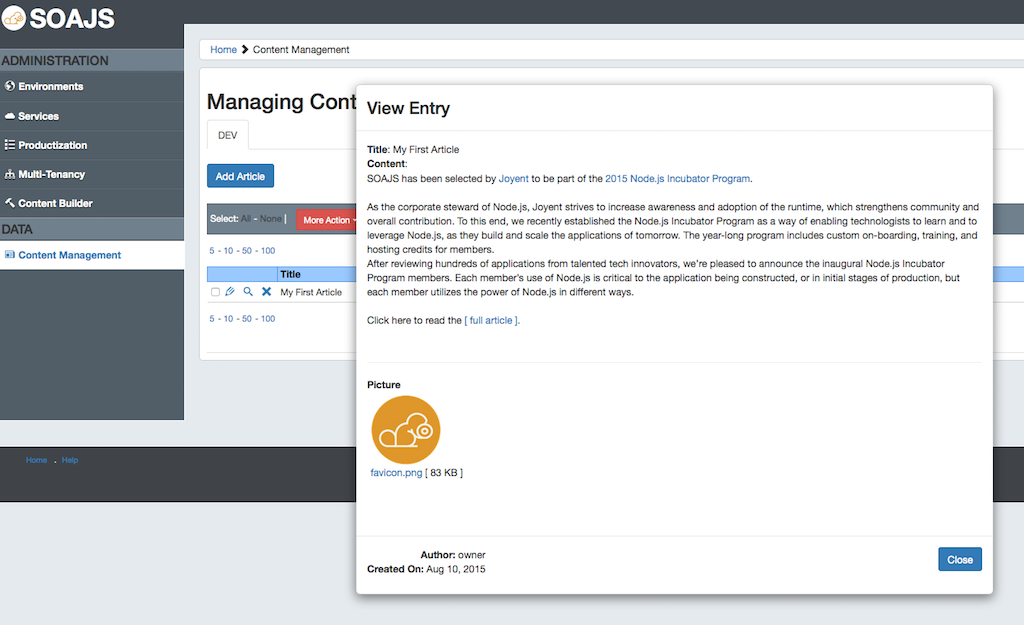 SOAJS
ADMINISTRATION
Environments
Services
Productization
Multi-Tenancy
Content Builder
DATA
Content Management
Home Content Management
Managing Cont
DEV
Add Article
Select: All - None | More Action
5 - 10 - 50 - 100
Title
My First Article
5 - 10 - 50 - 100
Home . Help
View Entry
Title: My First Article
Content:
SOAJS has been selected by Joyent to be part of the 2015 Node.js Incubator Program.
As the corporate steward of Node.js, Joyent strives to increase awareness and adoption of the runtime, which strengthens community and
overall contribution. To this end, we recently established the Node.js Incubator Program as a way of enabling technologists to learn and to
leverage Node.js, as they build and scale the applications of tomorrow. The year-long program includes custom on-boarding, training, and
hosting credits for members.
After reviewing hundreds of applications from talented tech innovators, we're pleased to announce the inaugural Node.js Incubator
Program members. Each member's use of Node.js is critical to the application being constructed, or in initial stages of production, but
each member utilizes the power of Node.js in different ways.
Click here to read the [ full article ].
Picture
favicon.png [ 83 KB ]
Author: owner
Created On: Aug 10, 2015
Close